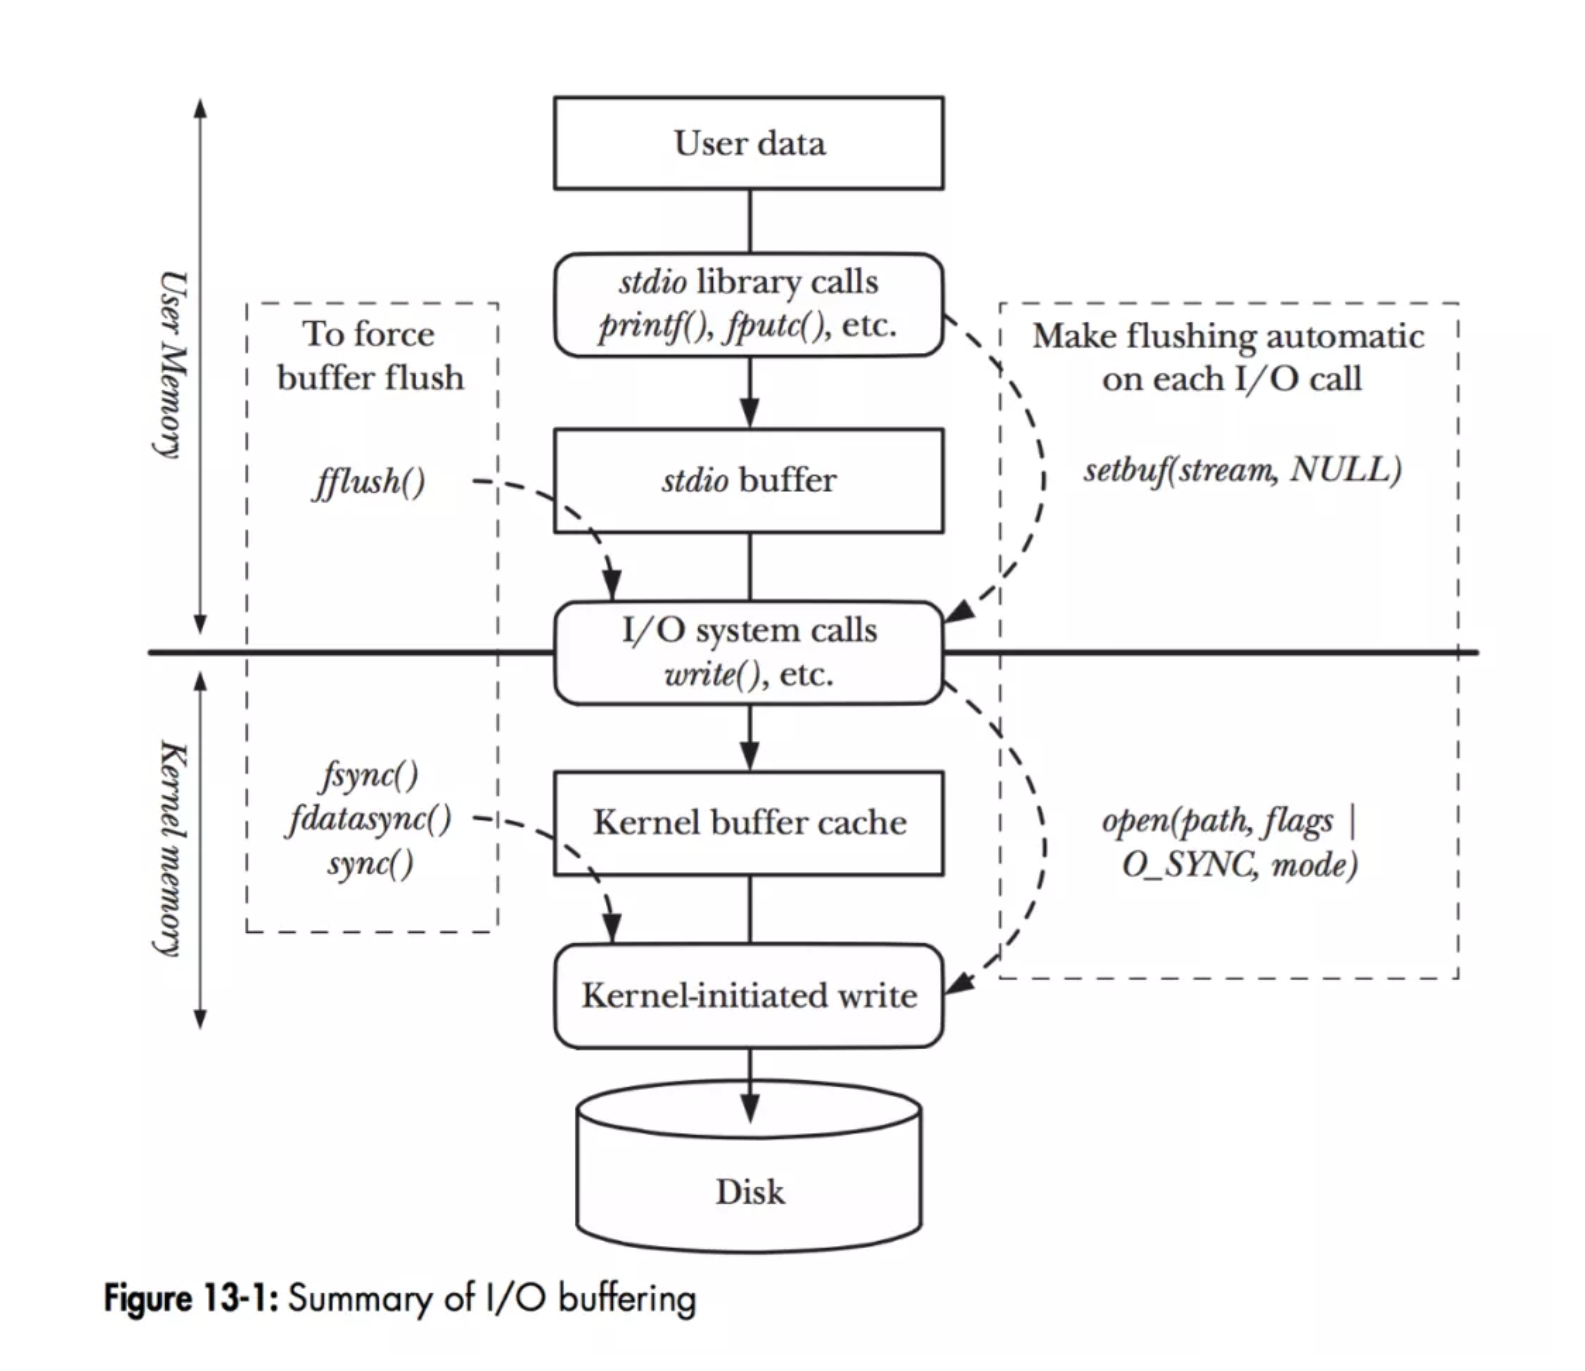 User data
stdio library calls
printf(), fputc(), etc.
User Memory
To force
buffer flush
Make flushing automatic
on each I/O call
fflush()
stdio buffer
setbuf(stream, NULL)
I/O system calls
write(), etc.
Kernel memory
fsync()
fdatasync()
sync()
Kernel buffer cache
open(path, flags |
O_SYNC, mode)
Kernel-initiated write
Disk
Figure 13-1: Summary of I/O buffering